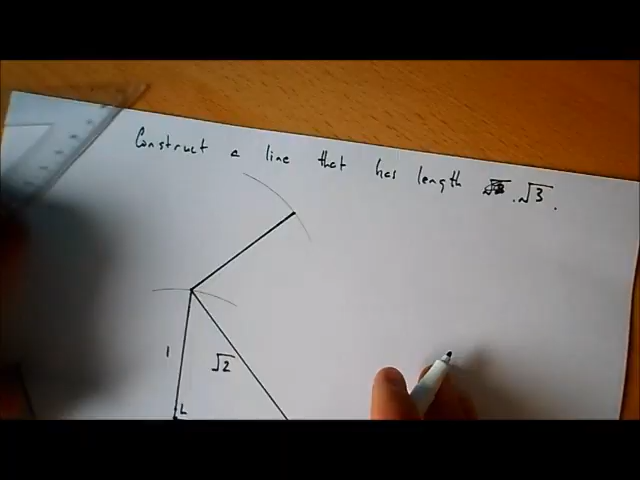 Construct a line that has length √3.
1
√2